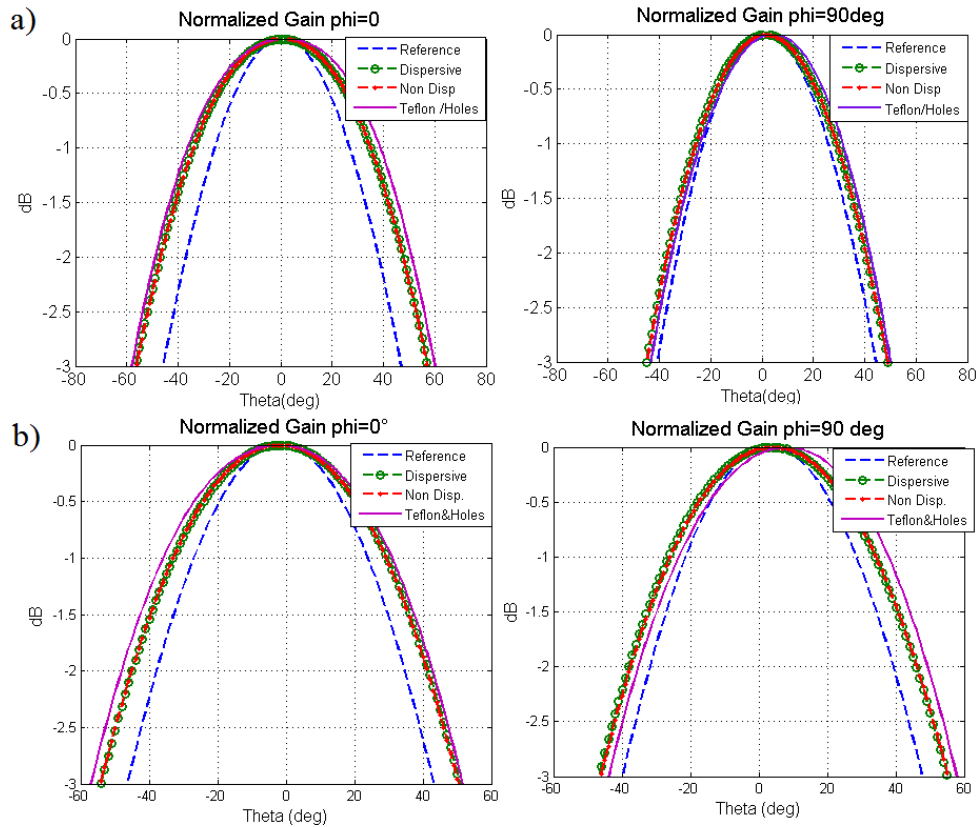 a)
Normalized Gain phi=0
0
-0.5
-1
-1.5
-2
-2.5
-3
dB
-80 -60 -40 -20 0 20 40 60 80
Theta(deg)
Reference
Dispersive
Non Disp
Teflon /Holes
Normalized Gain phi=90deg
0
-0.5
-1
-1.5
-2
-2.5
-3
dB
-80 -60 -40 -20 0 20 40 60 80
Theta(deg)
Reference
Dispersive
Non Disp
Teflon/Holes
b)
Normalized Gain phi=0°
0
-0.5
-1
-1.5
-2
-2.5
-3
dB
-60 -40 -20 0 20 40 60
Theta (deg)
Reference
Dispersive
Non Disp.
Teflon&Holes
Normalized Gain phi=90 deg
0
-0.5
-1
-1.5
-2
-2.5
-3
dB
-60 -40 -20 0 20 40 60
Theta (deg)
Reference
Dispersive
Non Disp.
Teflon&Holes